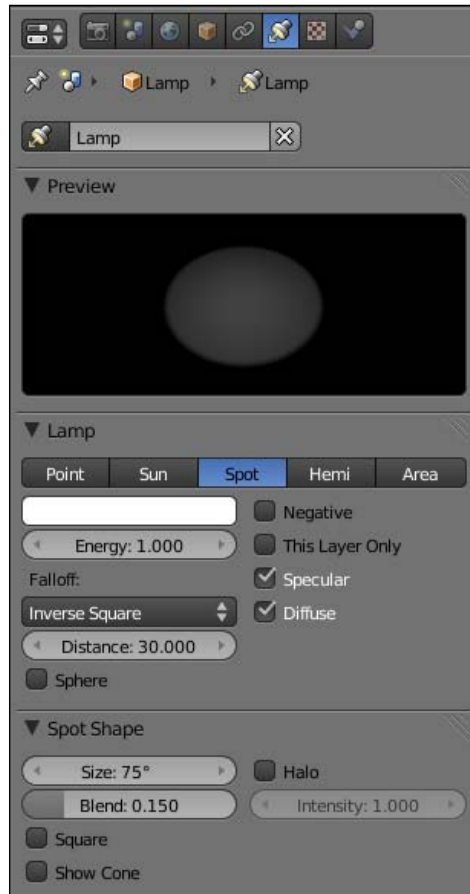 Lamp Lamp
Lamp
Preview
Lamp
Point Sun Spot Hemi Area
Negative
Energy: 1.000 This Layer Only
Falloff: Specular
Inverse Square Diffuse
Distance: 30.000
Sphere
Spot Shape
Size: 75° Halo
Blend: 0.150 Intensity: 1.000
Square
Show Cone